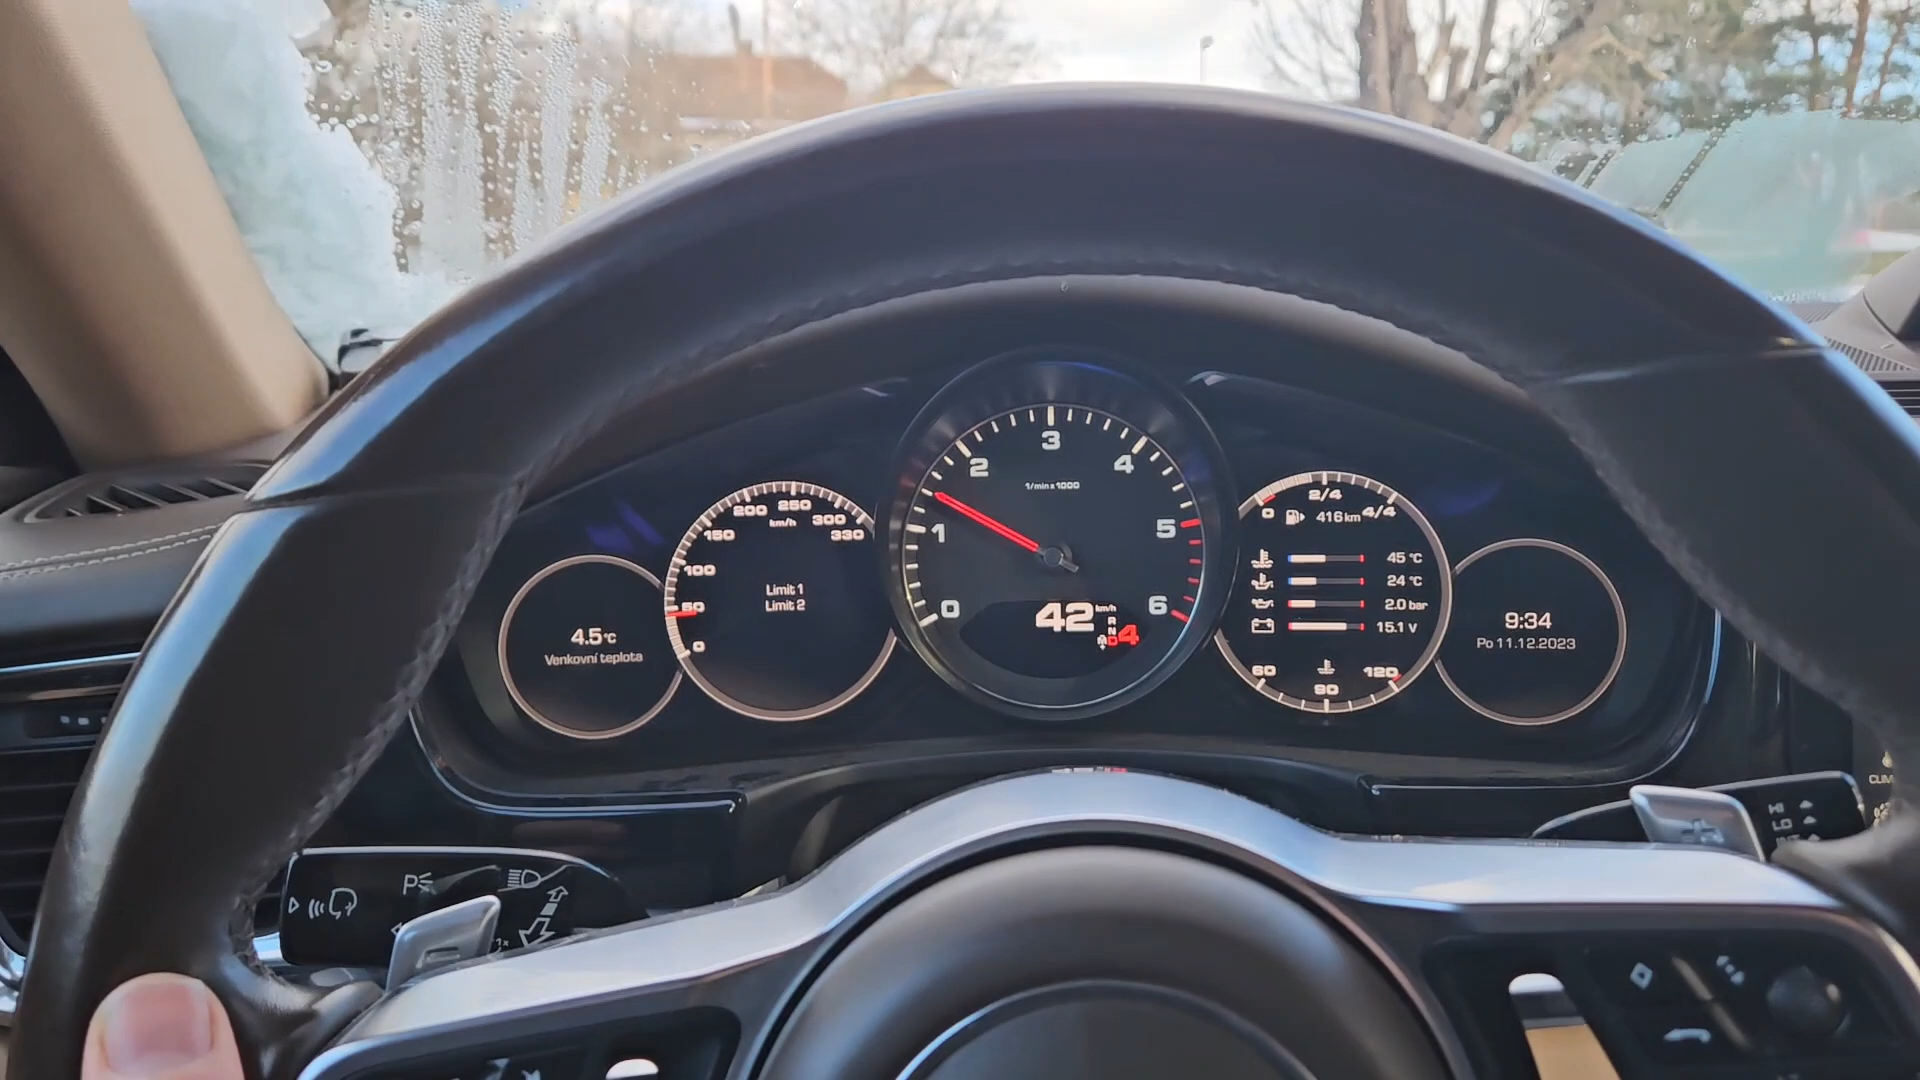 4.5°C
Venkovní teplota
0
50
100
150
200
250
300
330
km/h
Limit 1
Limit 2
0
1
2
3
4
5
6
1/min x 1000
42 km/h
R
N
D4
M
0
2/4
4/4
416 km
45 °C
24 °C
2.0 bar
15.1 V
60
90
120
9:34
Po 11.12.2023
P
HI
LO